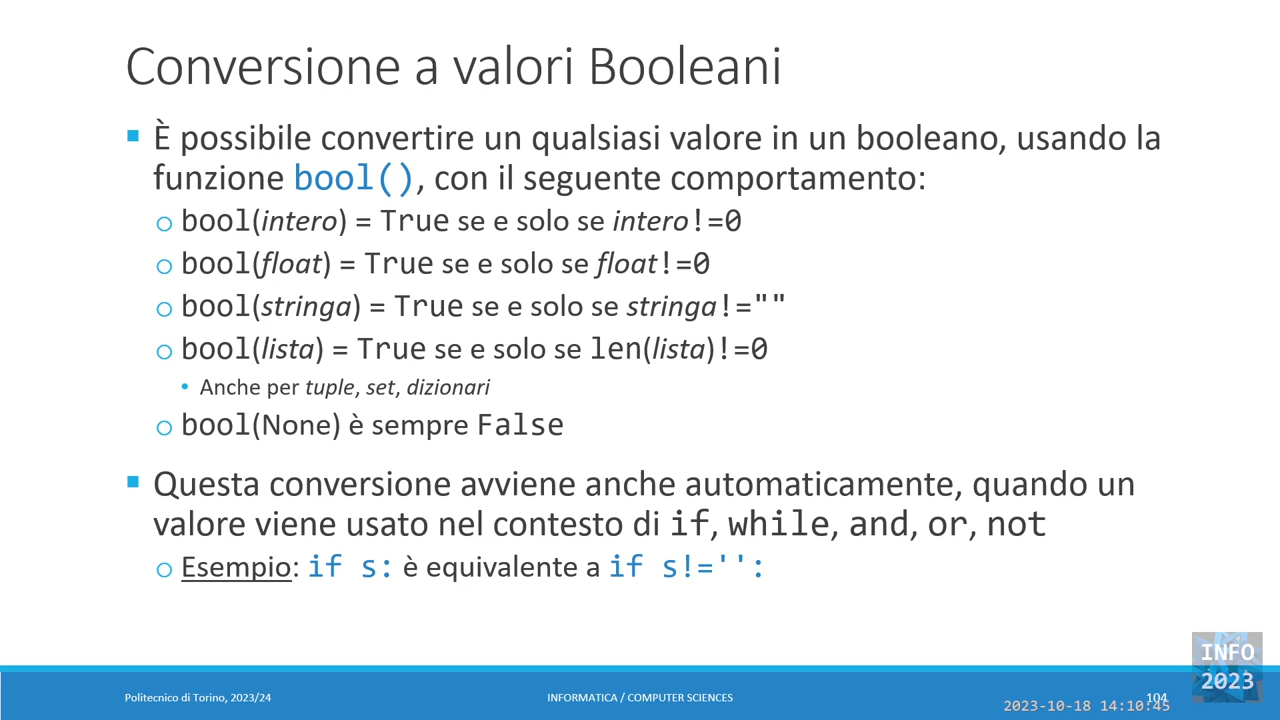 Conversione a valori Booleani
È possibile convertire un qualsiasi valore in un booleano, usando la
funzione bool(), con il seguente comportamento:
bool(intero) = True se e solo se intero!=0
bool(float) = True se e solo se float!=0
bool(stringa) = True se e solo se stringa!=""
bool(lista) = True se e solo se len(lista)!=0
Anche per tuple, set, dizionari
bool(None) è sempre False
Questa conversione avviene anche automaticamente, quando un
valore viene usato nel contesto di if, while, and, or, not
Esempio: if s: è equivalente a if s!='':
INFO
2023
Politecnico di Torino, 2023/24
INFORMATICA / COMPUTER SCIENCES
104
2023-10-18 14:10:45